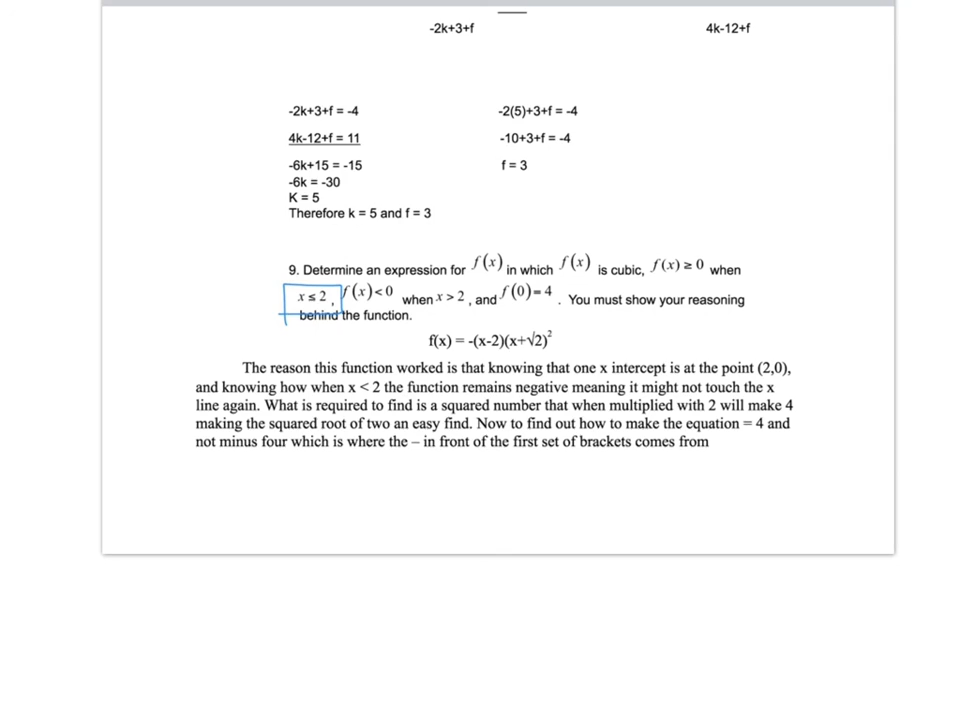 -2k+3+f 4k-12+f
-2k+3+f = -4 -2(5)+3+f = -4
4k-12+f = 11 -10+3+f = -4
-6k+15 = -15 f = 3
-6k = -30
K = 5
Therefore k = 5 and f = 3
9. Determine an expression for f(x) in which f(x) is cubic, f(x) ≥ 0 when
x ≤ 2, f(x)<0 when x > 2, and f(0)=4. You must show your reasoning
behind the function.
f(x) = -(x-2)(x+√2)²
The reason this function worked is that knowing that one x intercept is at the point (2,0),
and knowing how when x < 2 the function remains negative meaning it might not touch the x
line again. What is required to find is a squared number that when multiplied with 2 will make 4
making the squared root of two an easy find. Now to find out how to make the equation = 4 and
not minus four which is where the – in front of the first set of brackets comes from